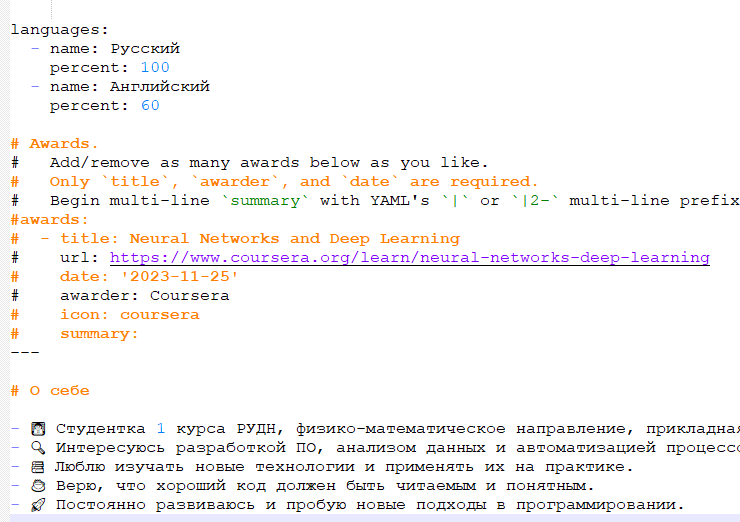 languages:
  - name: Русский
    percent: 100
  - name: Английский
    percent: 60
# Awards.
#   Add/remove as many awards below as you like.
#   Only `title`, `awarder`, and `date` are required.
#   Begin multi-line `summary` with YAML's `|` or `|2-` multi-line prefix
#awards:
#  - title: Neural Networks and Deep Learning
#    url: https://www.coursera.org/learn/neural-networks-deep-learning
#    date: '2023-11-25'
#    awarder: Coursera
#    icon: coursera
#    summary:
---
# О себе
- 👩‍🎓 Студентка 1 курса РУДН, физико-математическое направление, прикладная
- 🔍 Интересуюсь разработкой ПО, анализом данных и автоматизацией
- 📚 Люблю изучать новые технологии и применять их на практике.
- Верю, что хороший код должен быть читаемым и понятным.
- 🚀 Постоянно развиваюсь и пробую новые подходы в программировании.